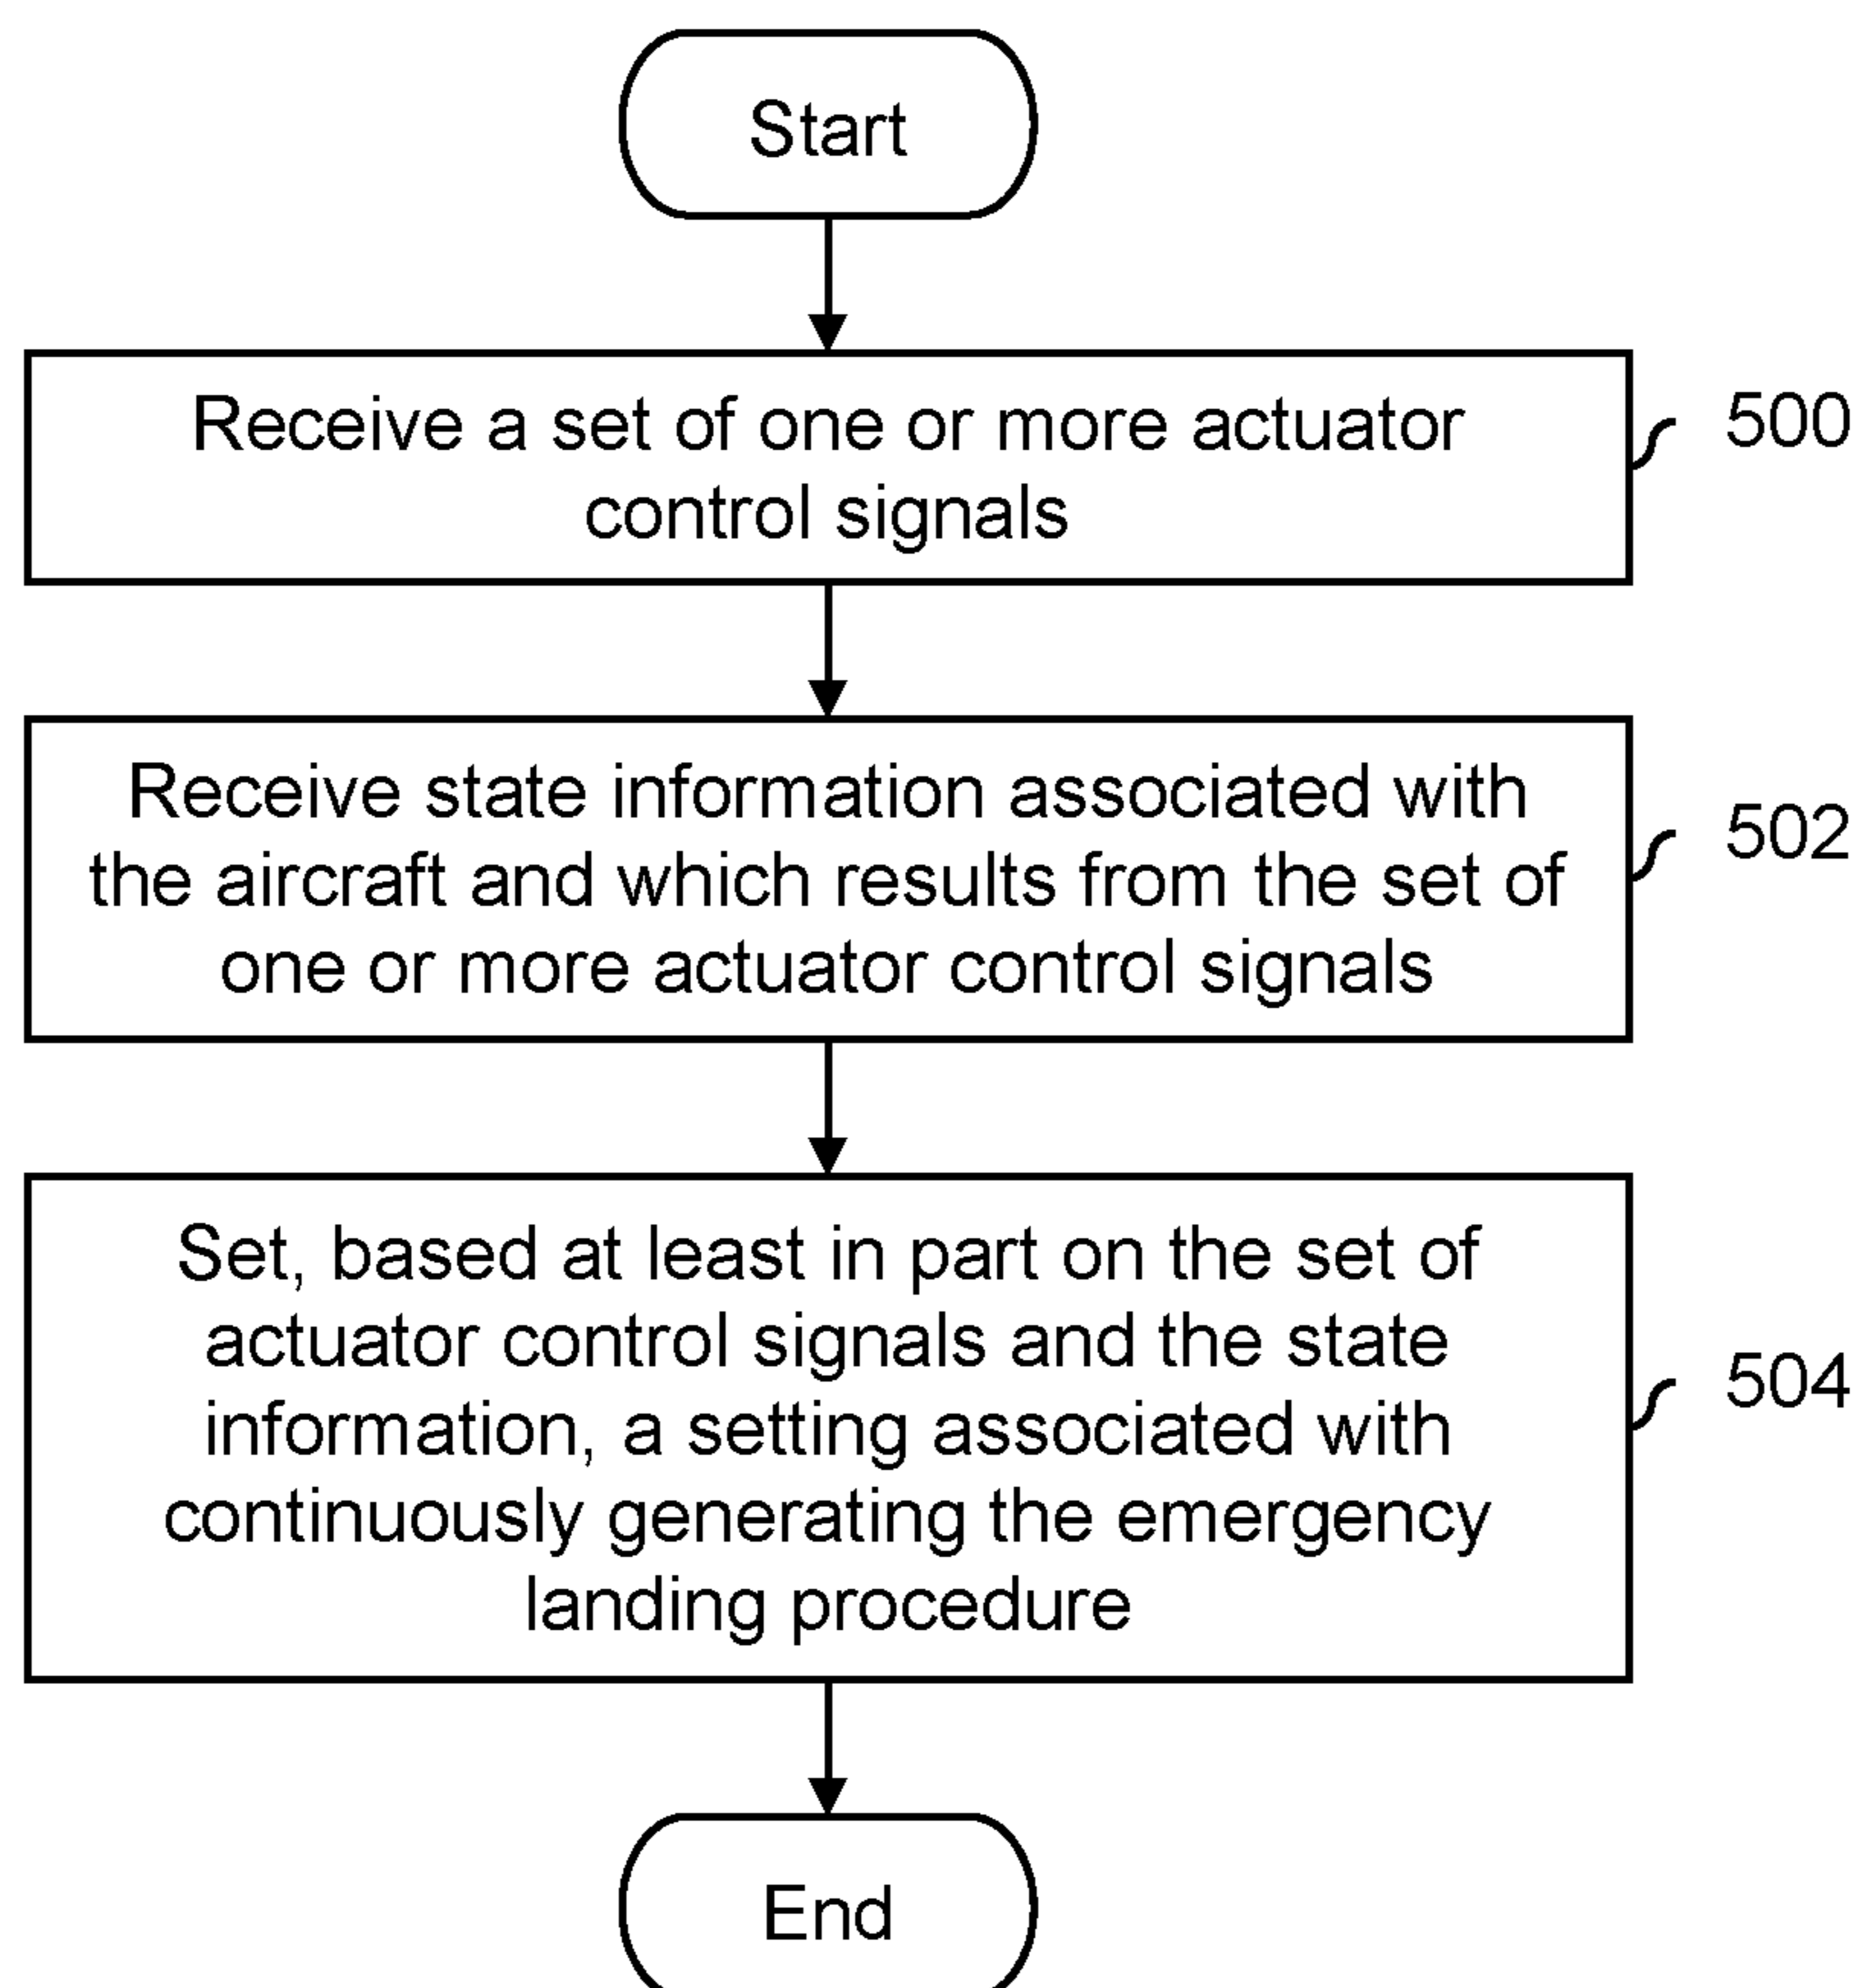 Start
Receive a set of one or more actuator
control signals
500
Receive state information associated with
the aircraft and which results from the set of
one or more actuator control signals
502
Set, based at least in part on the set of
actuator control signals and the state
information, a setting associated with
continuously generating the emergency
landing procedure
504
End